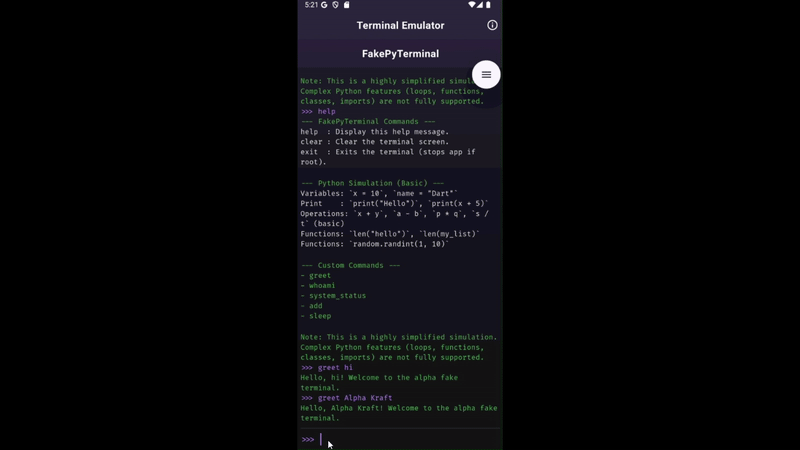 5:21
Terminal Emulator
FakePyTerminal
Note: This is a highly simplified
Complex Python features (loops, functions,
classes, imports) are not fully supported.
>>> help
--- FakePyTerminal Commands ---
help  : Display this help message.
clear : Clear the terminal screen.
exit  : Exits the terminal (stops app if
root).
--- Python Simulation (Basic) ---
Variables: `x = 10`, `name = "Dart"`
Print    : `print("Hello")`, `print(x + 5)`
Operations: `x + y`, `a - b`, `p * q`, `s /
t` (basic)
Functions: `len("hello")`, `len(my_list)`
Functions: `random.randint(1, 10)`
--- Custom Commands ---
- greet
- whoami
- system_status
- add
- sleep
Note: This is a highly simplified simulation.
Complex Python features (loops, functions,
classes, imports) are not fully supported.
>>> greet hi
Hello, hi! Welcome to the alpha fake
terminal.
>>> greet Alpha Kraft
Hello, Alpha Kraft! Welcome to the alpha fake
terminal.
>>>